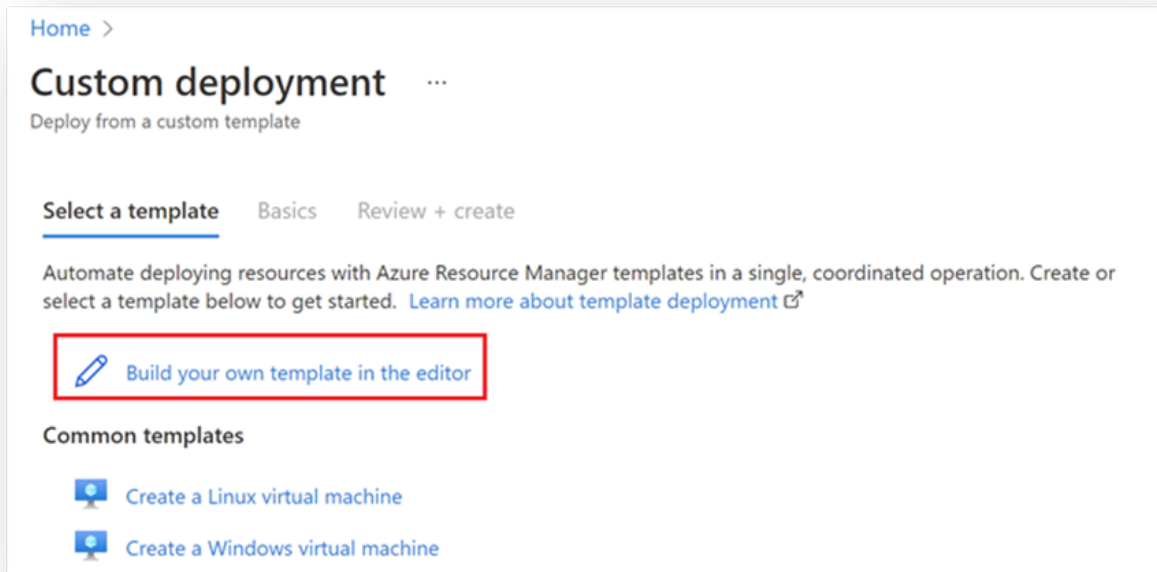 Home >
Custom deployment ...
Deploy from a custom template
Select a template Basics Review + create
Automate deploying resources with Azure Resource Manager templates in a single, coordinated operation. Create or
select a template below to get started. Learn more about template deployment
Build your own template in the editor
Common templates
Create a Linux virtual machine
Create a Windows virtual machine